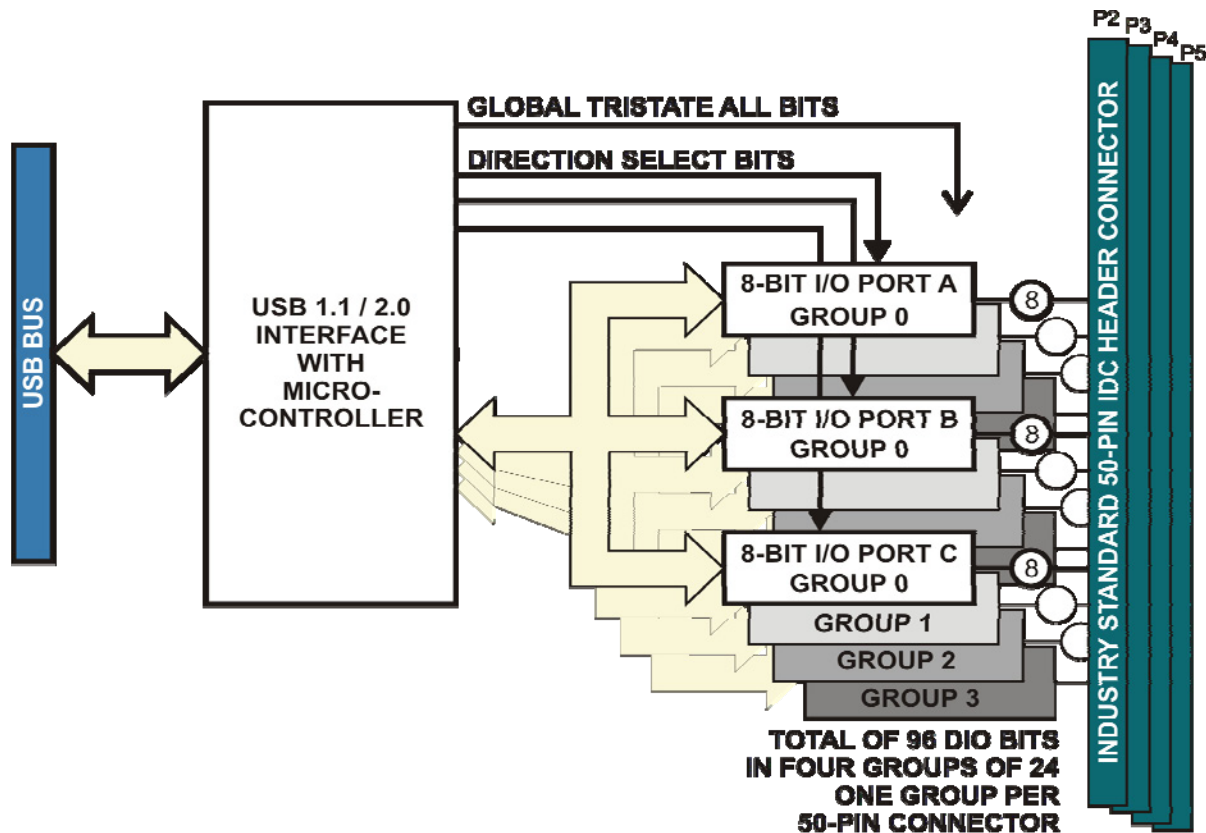 P2
P3
P4
P5
GLOBAL TRISTATE ALL BITS
DIRECTION SELECT BITS
USB BUS
USB 1.1 / 2.0
INTERFACE
WITH
MICRO-
CONTROLLER
8-BIT I/O PORT A
GROUP 0
8
8-BIT I/O PORT B
GROUP 0
8
8-BIT I/O PORT C
GROUP 0
8
GROUP 1
GROUP 2
GROUP 3
INDUSTRY STANDARD 50-PIN IDC HEADER CONNECTOR
TOTAL OF 96 DIO BITS
IN FOUR GROUPS OF 24
ONE GROUP PER
50-PIN CONNECTOR